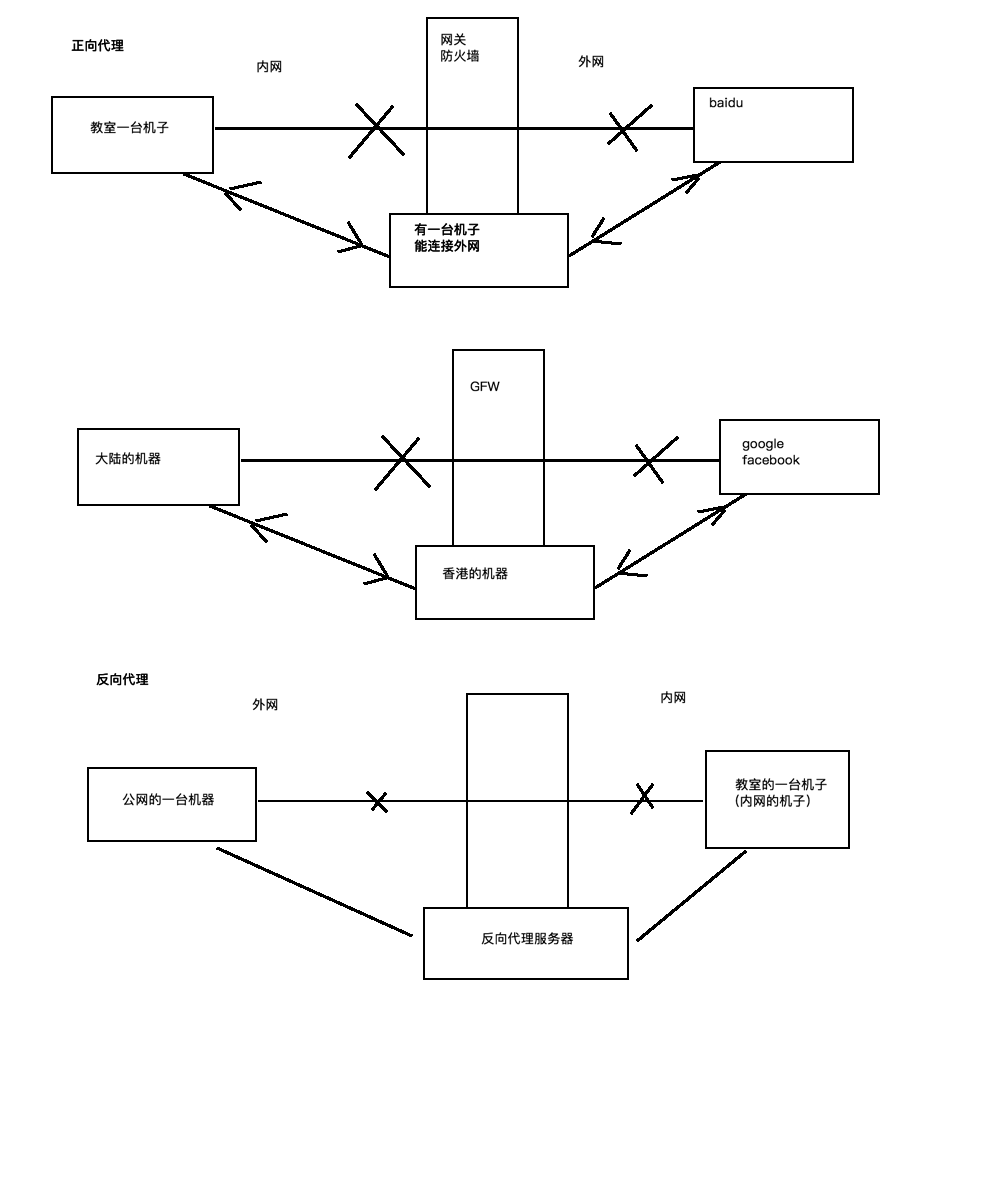 正向代理
内网
网关
防火墙
外网
教室一台机子
baidu
有一台机子
能连接外网
GFW
大陆的机器
google
facebook
香港的机器
反向代理
外网
内网
公网的一台机器
教室的一台机子
(内网的机子)
反向代理服务器